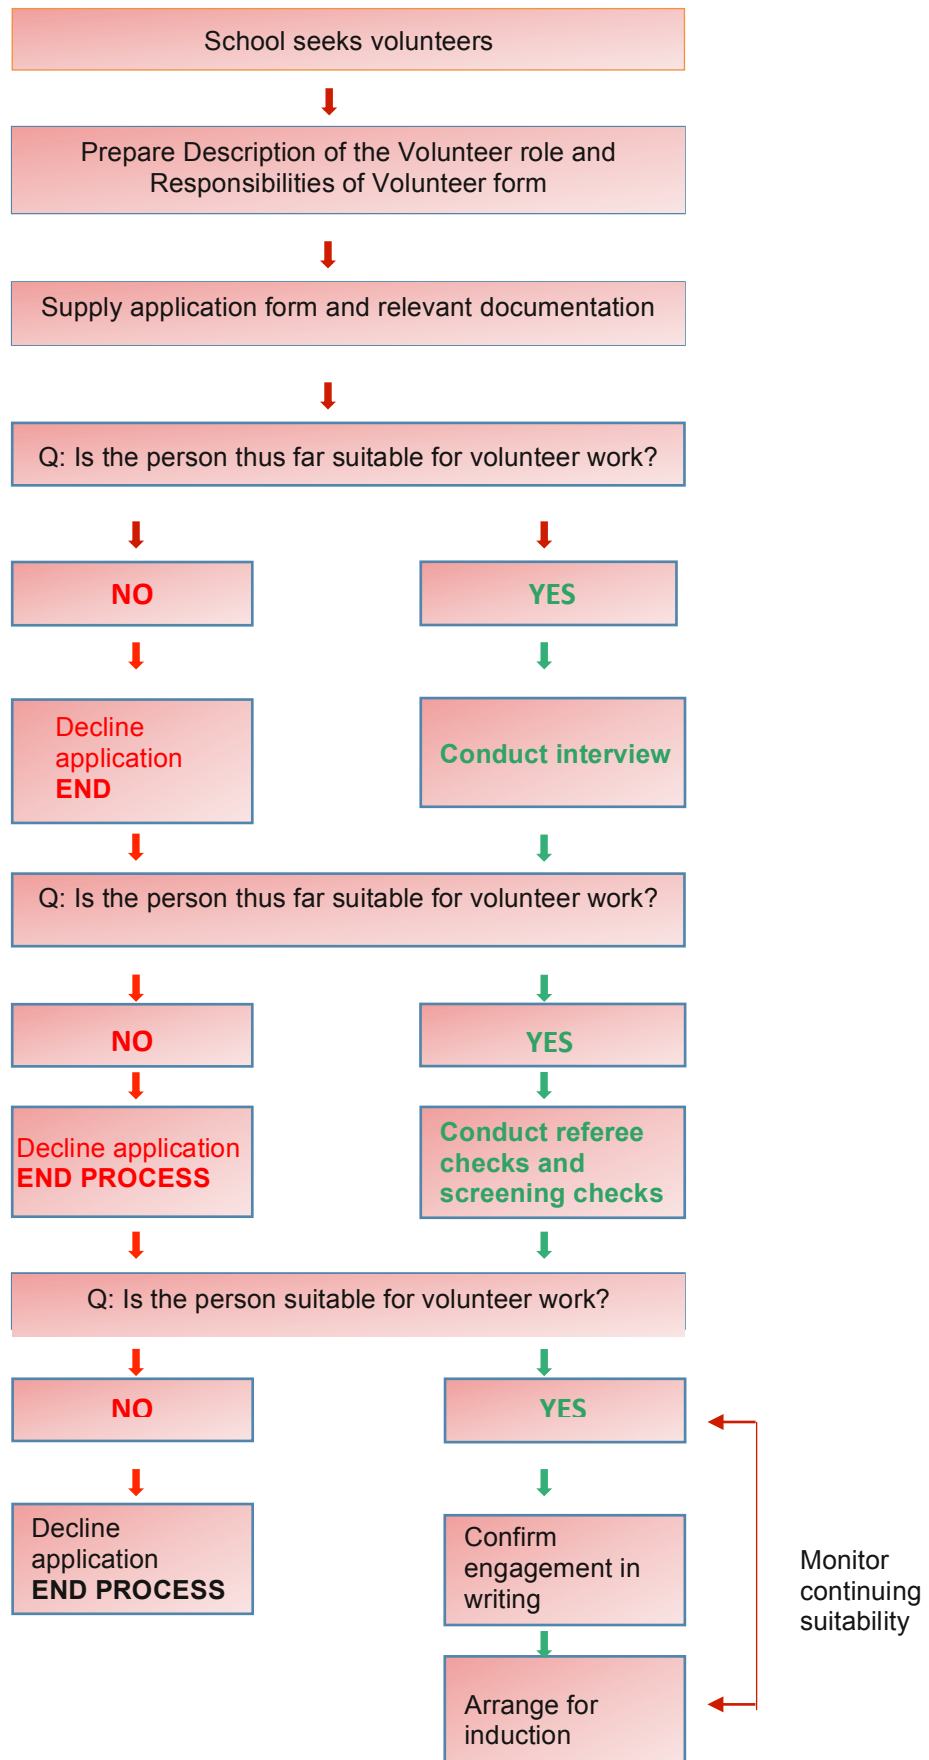 School seeks volunteers
Prepare Description of the Volunteer role and
Responsibilities of Volunteer form
Supply application form and relevant documentation
Q: Is the person thus far suitable for volunteer work?
NO
YES
Decline
application
END
Conduct interview
Q: Is the person thus far suitable for volunteer work?
NO
YES
Decline application
END PROCESS
Conduct referee
checks and
screening checks
Q: Is the person suitable for volunteer work?
NO
YES
Decline
application
END PROCESS
Confirm
engagement in
writing
Monitor
continuing
suitability
Arrange for
induction